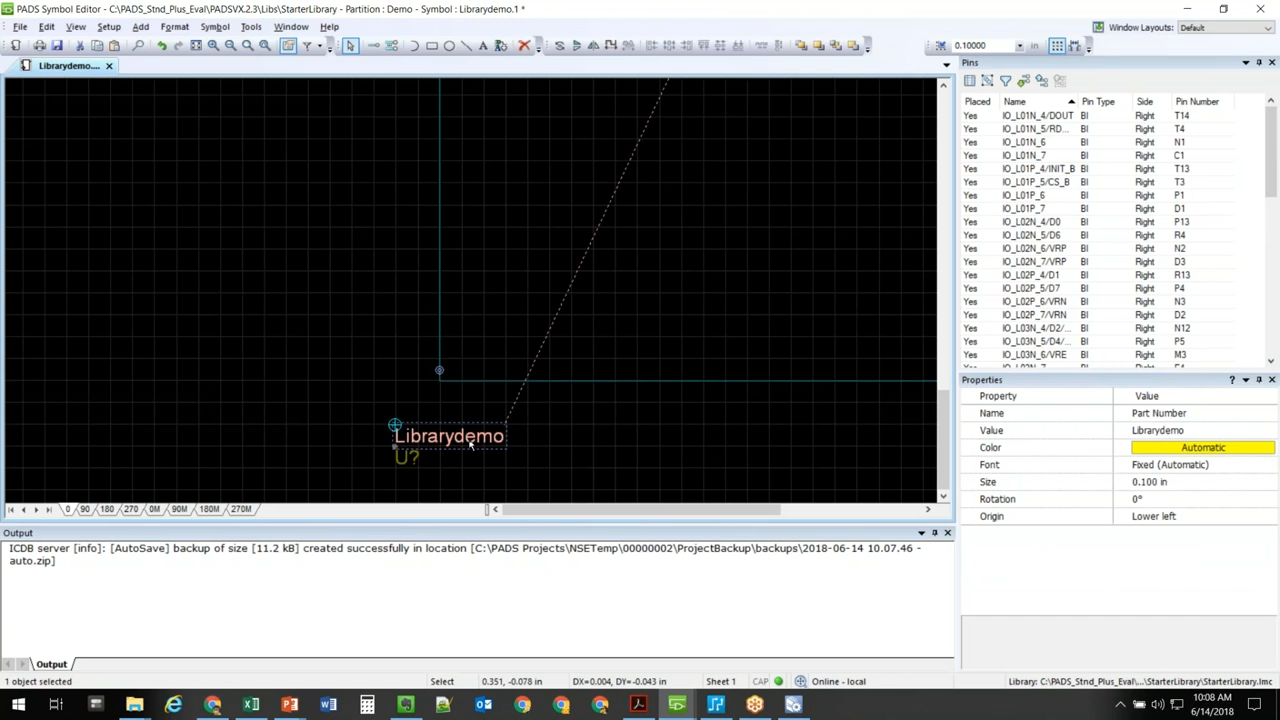 PADS Symbol Editor - C:\PADS_Stnd_Plus_Eval\PADSVX.2.3\Libs\StarterLibrary - Partition : Demo - Symbol : Librarydemo.1 *
File Edit View Setup Add Format Symbol Tools Window Help
Window Layouts: Default
0.10000 in
Librarydemo....
Pins
Placed Name Pin Type Side Pin Number
Yes IO_L01N_4/DOUT BI Right T14
Yes IO_L01N_5/RD... BI Right T4
Yes IO_L01N_6 BI Right N1
Yes IO_L01N_7 BI Right C1
Yes IO_L01P_4/INIT_B BI Right T13
Yes IO_L01P_5/CS_B BI Right T3
Yes IO_L01P_6 BI Right P1
Yes IO_L01P_7 BI Right D1
Yes IO_L02N_4/D0 BI Right P13
Yes IO_L02N_5/D6 BI Right R4
Yes IO_L02N_6/VRP BI Right N2
Yes IO_L02N_7/VRP BI Right D3
Yes IO_L02P_4/D1 BI Right R13
Yes IO_L02P_5/D7 BI Right P4
Yes IO_L02P_6/VRN BI Right N3
Yes IO_L02P_7/VRN BI Right D2
Yes IO_L03N_4/D2/... BI Right N12
Yes IO_L03N_5/D4/... BI Right P5
Yes IO_L03N_6/VRE BI Right M3
Librarydemo
U?
Properties
Property Value
Name Part Number
Value Librarydemo
Color Automatic
Font Fixed (Automatic)
Size 0.100 in
Rotation 0°
Origin Lower left
0 90 180 270 0M 90M 180M 270M
Output
ICDB server [info]: [AutoSave] backup of size [11.2 kB] created successfully in location [C:\PADS Projects\NSETemp\00000002\ProjectBackup\backups\2018-06-14 10.07.46 -
auto.zip]
Output
1 object selected Select 0.351, -0.078 in DX=0.004, DY=-0.043 in Sheet 1 CAP Online - local Library: C:\PADS_Stnd_Plus_Eval\...\StarterLibrary\StarterLibrary.lmc
10:08 AM
6/14/2018